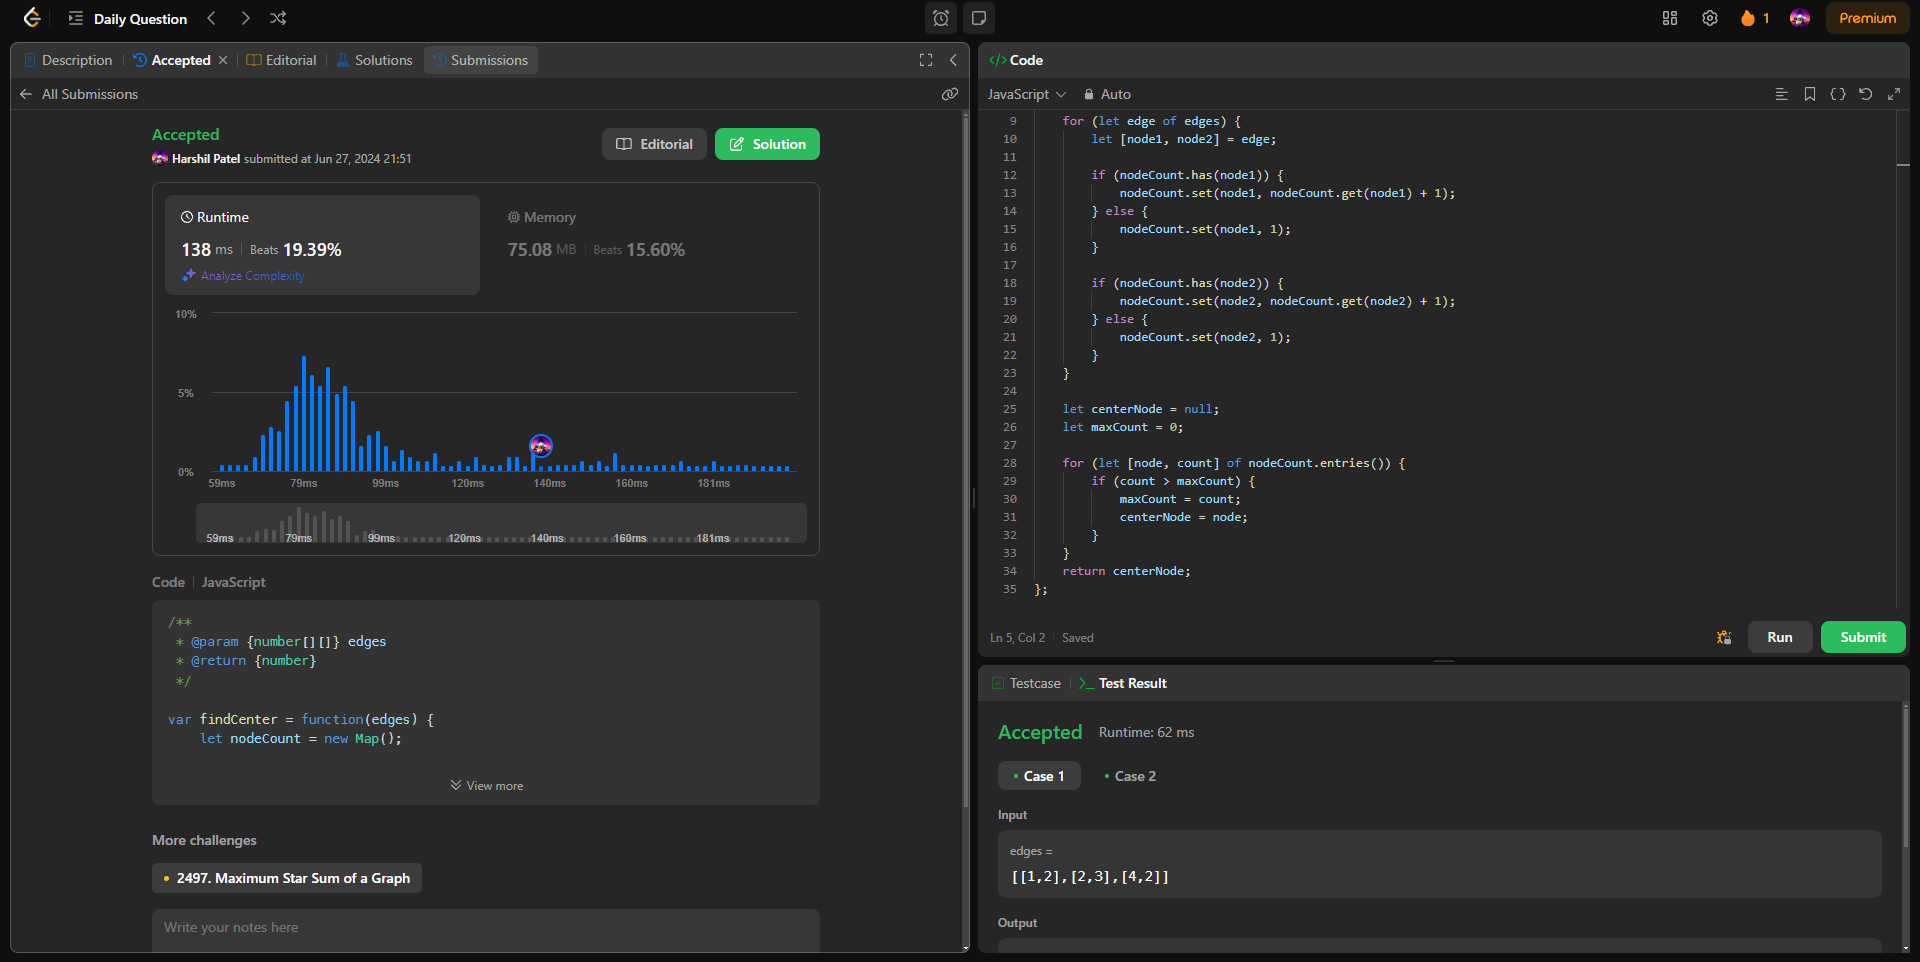 Daily Question
1
Premium
Description
Accepted
Editorial
Solutions
Submissions
All Submissions
Accepted
Harshil Patel submitted at Jun 27, 2024 21:51
Editorial
Solution
Runtime
138 ms
Beats 19.39%
Analyze Complexity
Memory
75.08 MB
Beats 15.60%
10%
5%
0%
59ms 79ms 99ms 120ms 140ms 160ms 181ms
59ms 79ms 99ms 120ms 140ms 160ms 181ms
Code
JavaScript
/**
* @param {number[][]} edges
* @return {number}
*/
var findCenter = function(edges) {
let nodeCount = new Map();
View more
More challenges
2497. Maximum Star Sum of a Graph
Write your notes here
</> Code
JavaScript
Auto
9 for (let edge of edges) {
10 let [node1, node2] = edge;
11
12 if (nodeCount.has(node1)) {
13 nodeCount.set(node1, nodeCount.get(node1) + 1);
14 } else {
15 nodeCount.set(node1, 1);
16 }
17
18 if (nodeCount.has(node2)) {
19 nodeCount.set(node2, nodeCount.get(node2) + 1);
20 } else {
21 nodeCount.set(node2, 1);
22 }
23 }
24
25 let centerNode = null;
26 let maxCount = 0;
27
28 for (let [node, count] of nodeCount.entries()) {
29 if (count > maxCount) {
30 maxCount = count;
31 centerNode = node;
32 }
33 }
34 return centerNode;
35 };
Ln 5, Col 2
Saved
Run
Submit
Testcase
Test Result
Accepted
Runtime: 62 ms
Case 1
Case 2
Input
edges =
[[1,2],[2,3],[4,2]]
Output